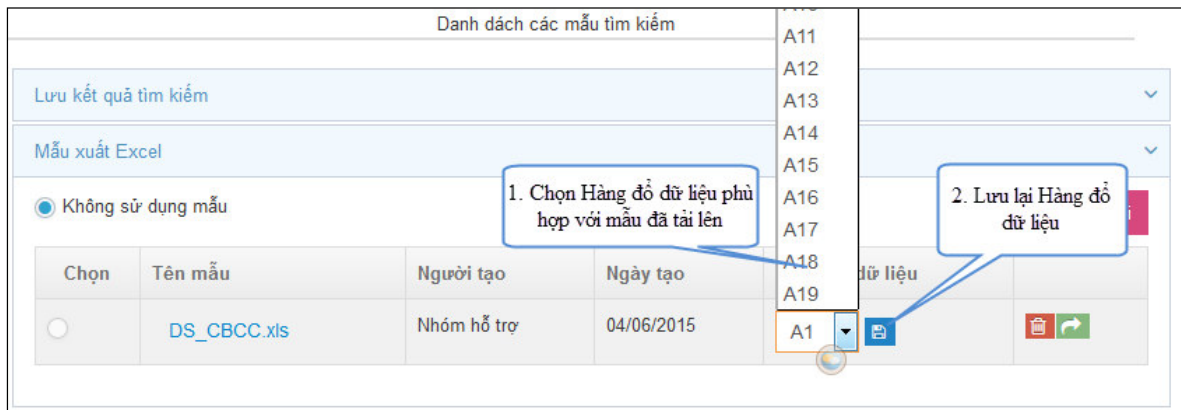 Danh dách các mẫu tìm kiếm
A11
A12
A13
A14
A15
A16
A17
A18
A19
Lưu kết quả tìm kiếm
Mẫu xuất Excel
Không sử dụng mẫu
1. Chọn Hàng đổ dữ liệu phù
hợp với mẫu đã tải lên
2. Lưu lại Hàng đổ
dữ liệu
i
Chọn Tên mẫu Người tạo Ngày tạo dữ liệu
DS_CBCC.xls Nhóm hỗ trợ 04/06/2015 A1